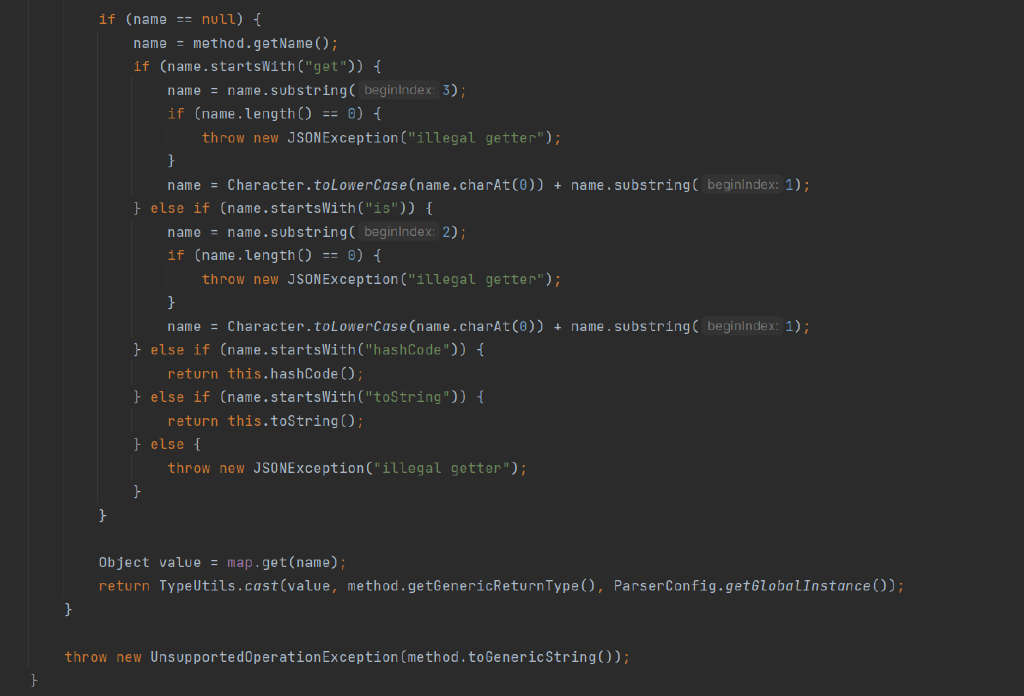 if (name == null) {
name = method.getName();
if (name.startsWith("get")) {
name = name.substring( beginIndex: 3);
if (name.length() == 0) {
throw new JSONException("illegal getter");
}
name = Character.toLowerCase(name.charAt(0)) + name.substring( beginIndex: 1);
} else if (name.startsWith("is")) {
name = name.substring( beginIndex: 2);
if (name.length() == 0) {
throw new JSONException("illegal getter");
}
name = Character.toLowerCase(name.charAt(0)) + name.substring( beginIndex: 1);
} else if (name.startsWith("hashCode")) {
return this.hashCode();
} else if (name.startsWith("toString")) {
return this.toString();
} else {
throw new JSONException("illegal getter");
}
}
Object value = map.get(name);
return TypeUtils.cast(value, method.getGenericReturnType(), ParserConfig.getGlobalInstance());
}
throw new UnsupportedOperationException(method.toGenericString());
}